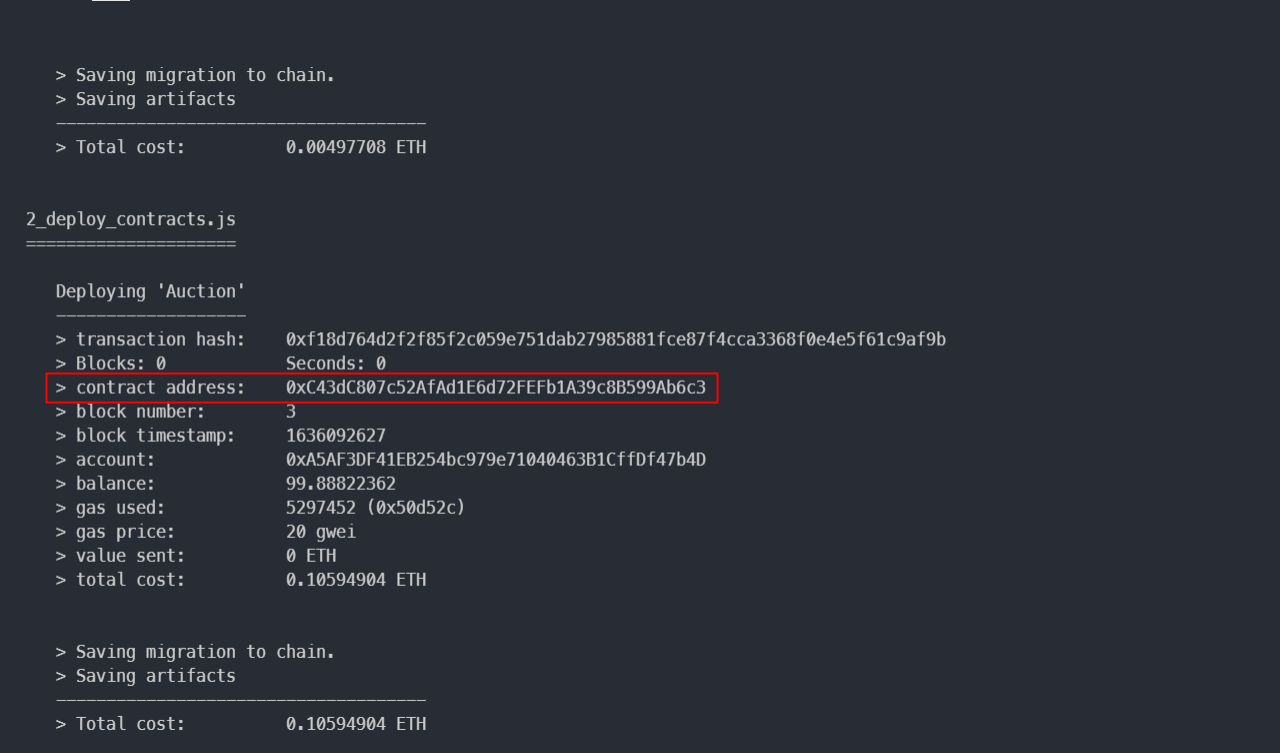 > Saving migration to chain.
> Saving artifacts
-------------------------------------
> Total cost: 0.00497708 ETH
2_deploy_contracts.js
=====================
Deploying 'Auction'
-------------------
> transaction hash: 0xf18d764d2f2f85f2c059e751dab27985881fce87f4cca3368f0e4e5f61c9af9b
> Blocks: 0 Seconds: 0
> contract address: 0xC43dC807c52AfAd1E6d72FEFb1A39c8B599Ab6c3
> block number: 3
> block timestamp: 1636092627
> account: 0xA5AF3DF41EB254bc979e71040463B1CffDf47b4D
> balance: 99.88822362
> gas used: 5297452 (0x50d52c)
> gas price: 20 gwei
> value sent: 0 ETH
> total cost: 0.10594904 ETH
> Saving migration to chain.
> Saving artifacts
-------------------------------------
> Total cost: 0.10594904 ETH